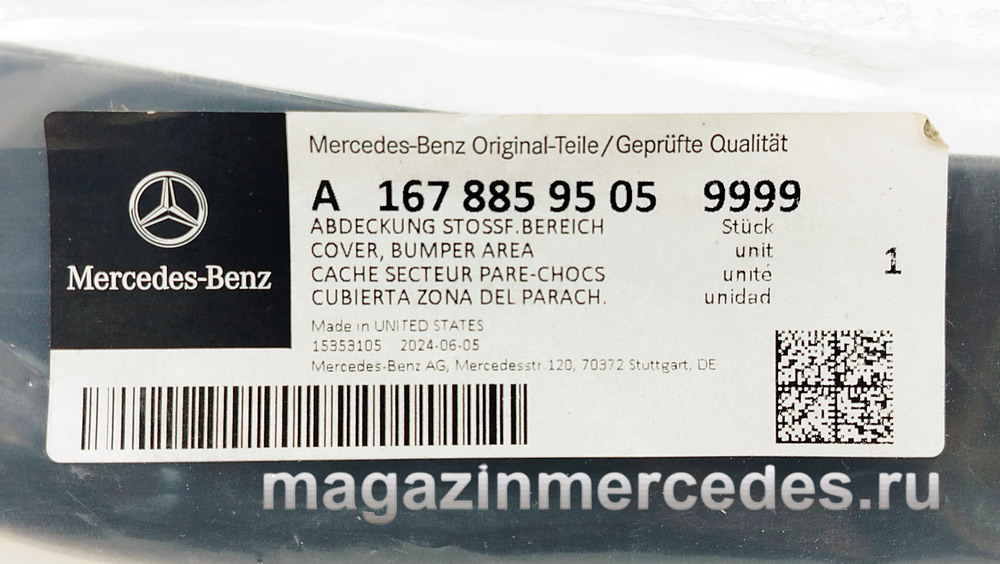 Mercedes-Benz
Mercedes-Benz Original-Teile/Geprüfte Qualität
A 167 885 95 05 9999
ABDECKUNG STOSSF.BEREICH Stück
COVER, BUMPER AREA unit 1
CACHE SECTEUR PARE-CHOCS unité
CUBIERTA ZONA DEL PARACH. unidad
Made in UNITED STATES
15353105 2024-06-05
Mercedes-Benz AG, Mercedesstr.120, 70372 Stuttgart, DE
magazinmercedes.ru